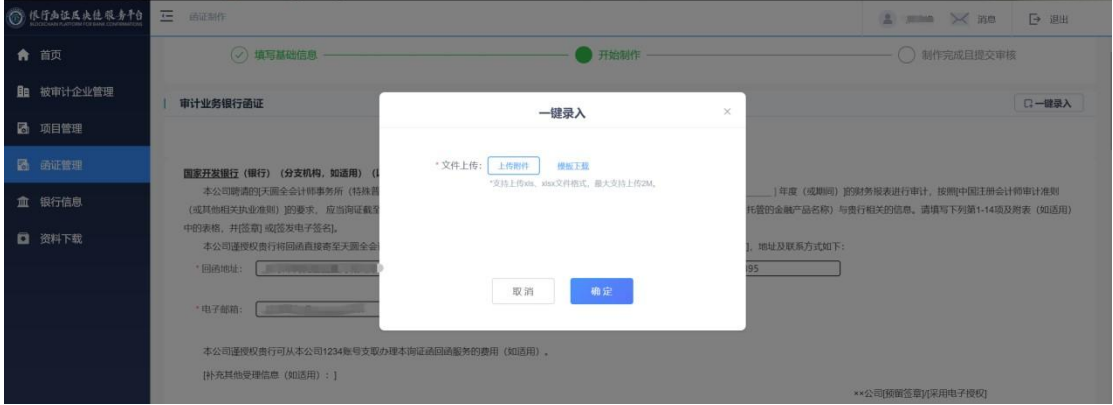 银行函证区块链服务平台
BLOCKCHAIN PLATFORM FOR BANK CONFIRMATIONS
函证制作
消息
退出
首页
被审计企业管理
项目管理
函证管理
银行信息
资料下载
填写基础信息
开始制作
制作完成且提交审核
审计业务银行函证
一键录入
一键录入
×
*文件上传：
上传附件
模板下载
*支持上传xls、xlsx文件格式，最大支持上传2M。
取消
确定
国家开发银行（银行）（分支机构，如适用）（以
本公司聘请的[天圆全会计师事务所（特殊普
]年度（或期间）]的财务报表进行审计，按照[中国注册会计师审计准则
（或其他相关执业准则）]的要求，应当询证截至
托管的金融产品名称）与贵行相关的信息。请填写下列第1-14项及附表（如适用）
中的表格，并[签章] 或[签发电子签名]。
本公司谨授权贵行将回函直接寄至天圆全会
]，地址及联系方式如下：
*回函地址：
95
*电子邮箱：
本公司谨授权贵行可从本公司1234账号支取办理本询证函回函服务的费用（如适用）。
[补充其他受理信息（如适用）：]
××公司[预留签章]/[采用电子授权]